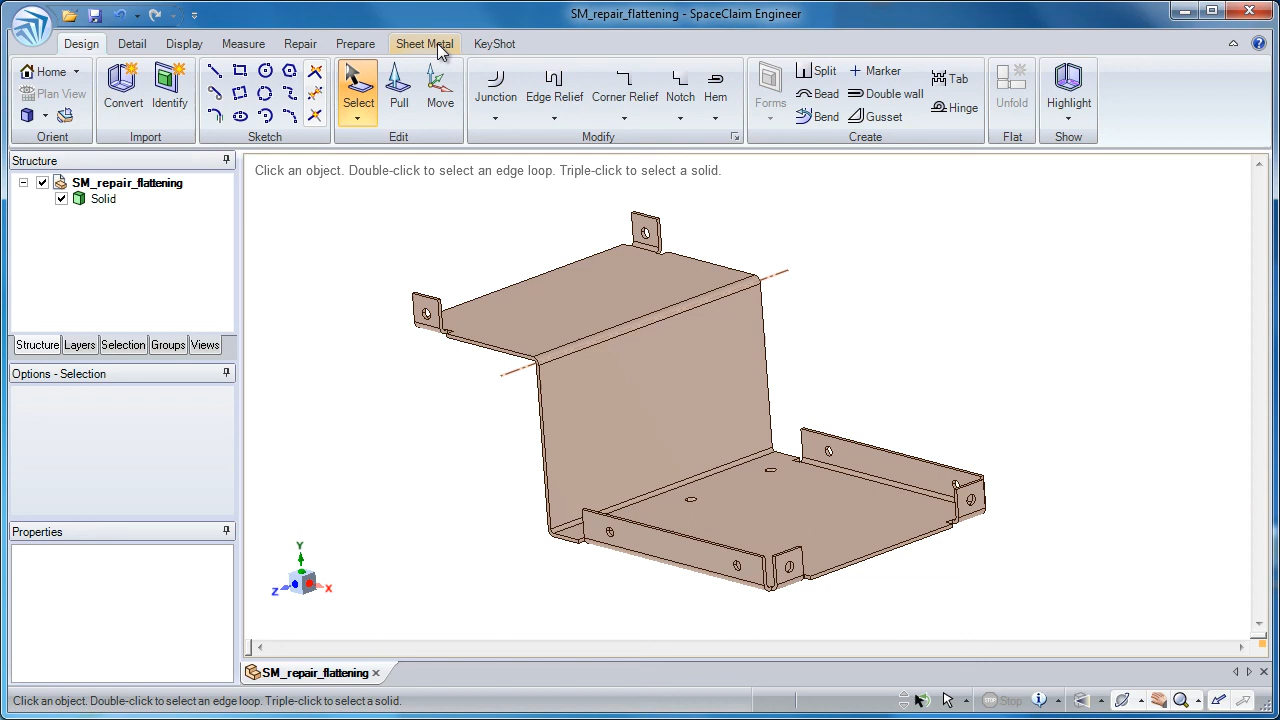 SM_repair_flattening - SpaceClaim Engineer
Design Detail Display Measure Repair Prepare Sheet Metal KeyShot
Home
Plan View
Orient
Convert Identify
Import
Sketch
Select Pull Move
Edit
Junction Edge Relief Corner Relief Notch Hem
Modify
Forms
Split Marker Tab
Bead Double wall
Hinge
Bend Gusset
Create
Unfold
Flat
Highlight
Show
Structure
SM_repair_flattening
Solid
Structure Layers Selection Groups Views
Options - Selection
Properties
Click an object. Double-click to select an edge loop. Triple-click to select a solid.
Y
Z
X
SM_repair_flattening
Click an object. Double-click to select an edge loop. Triple-click to select a solid.
Stop